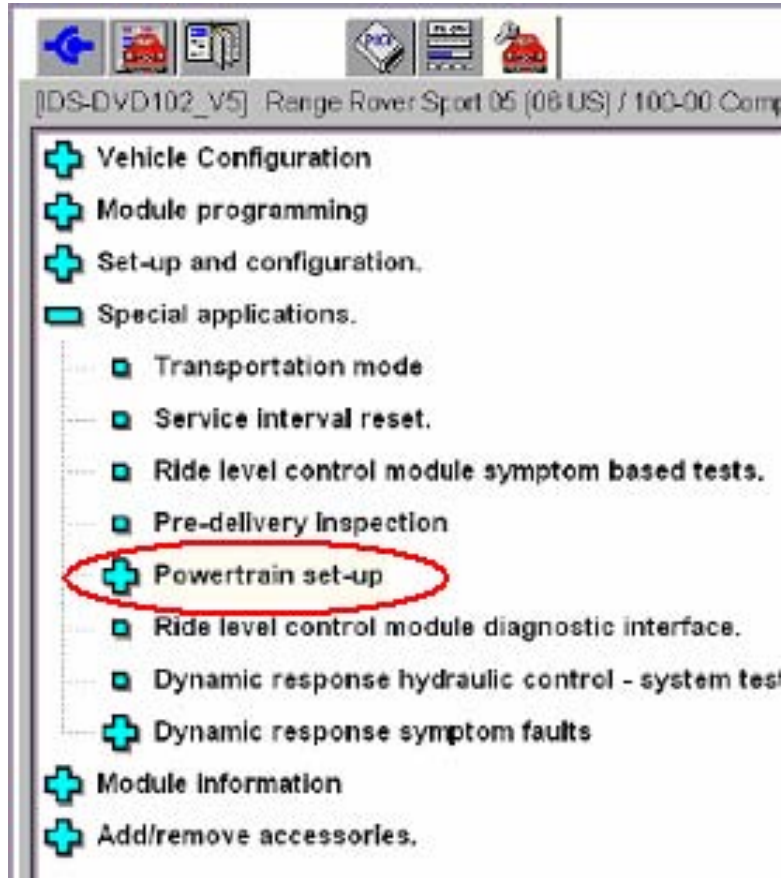 [IDS-DVD102_V5] Range Rover Sport 05 [06 US] / 100-00 Comp
Vehicle Configuration
Module programming
Set-up and configuration.
Special applications.
Transportation mode
Service interval reset.
Ride level control module symptom based tests.
Pre-delivery inspection
Powertrain set-up
Ride level control module diagnostic interface.
Dynamic response hydraulic control - system test
Dynamic response symptom faults
Module Information
Add/remove accessories.